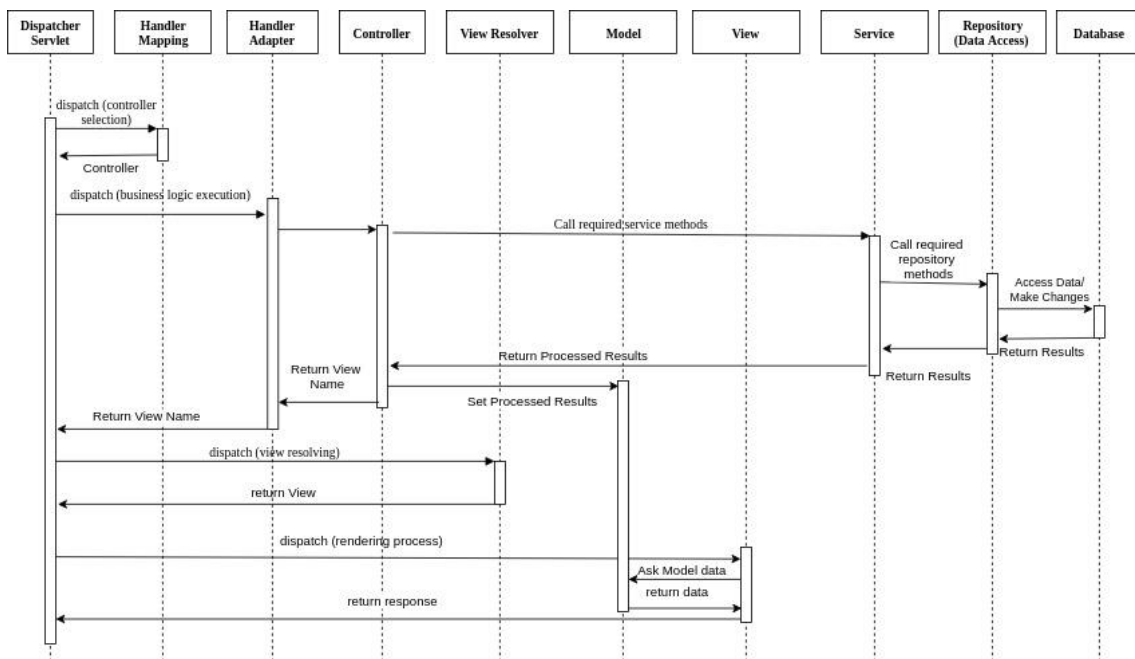 Dispatcher
Servlet
Handler
Mapping
Handler
Adapter
Controller
View Resolver
Model
View
Service
Repository
(Data Access)
Database
dispatch (controller
selection)
Controller
dispatch (business logic execution)
Call required service methods
Call required
repository
methods
Access Data/
Make Changes
Return Results
Return Results
Return Processed Results
Return View
Name
Set Processed Results
Return View Name
dispatch (view resolving)
return View
dispatch (rendering process)
Ask Model data
return data
return response